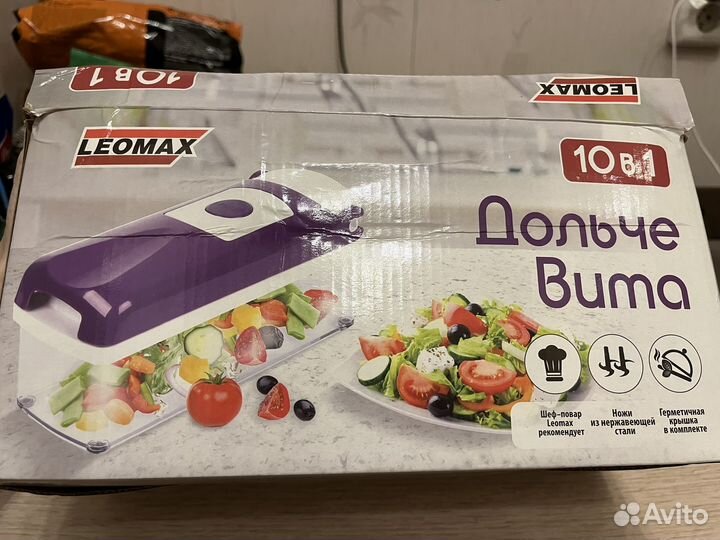 10 в 1
LEOMAX
LEOMAX
10 в 1
Дольче
Вита
Шеф-повар
Leomax
рекомендует
Ножи
из нержавеющей
стали
Герметичная
крышка
в комплекте
Avito